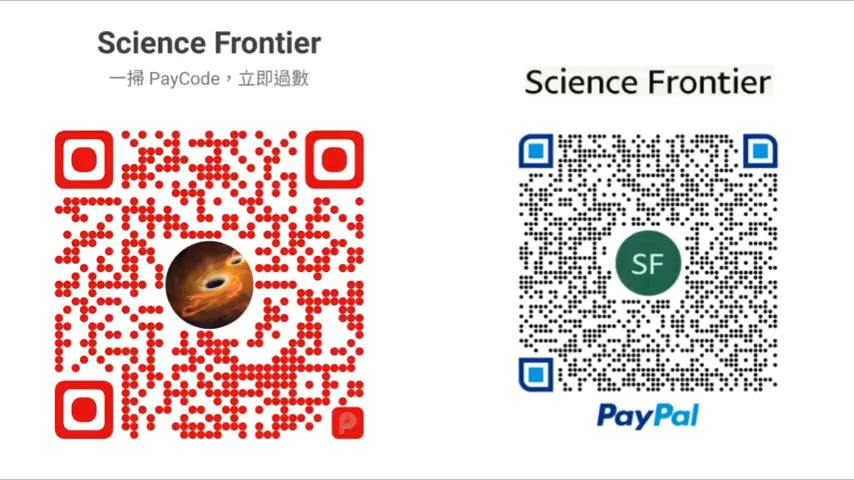 Science Frontier
一掃 PayCode，立即過數
Science Frontier
SF
PayPal